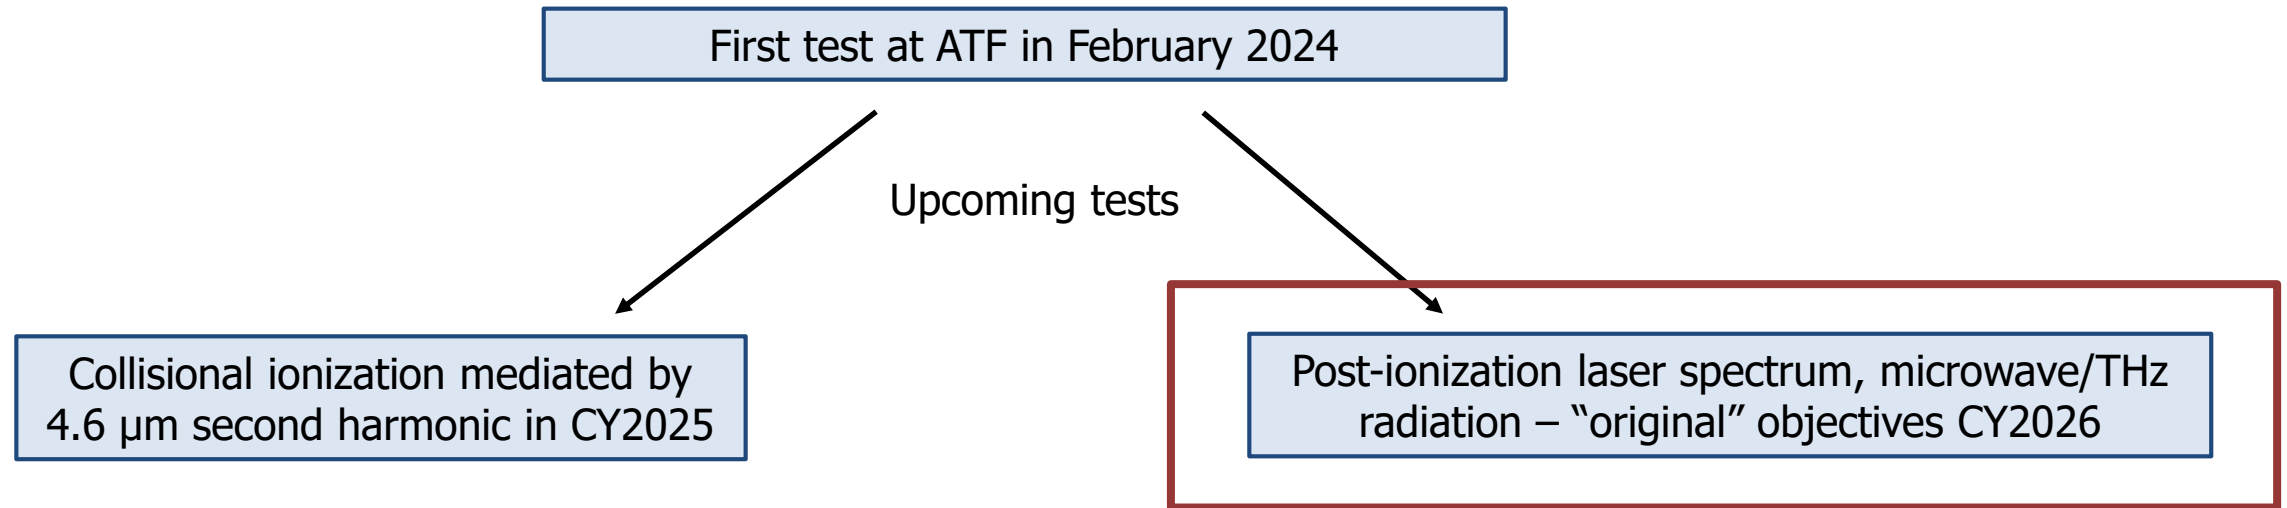 First test at ATF in February 2024
Upcoming tests
Collisional ionization mediated by
4.6 µm second harmonic in CY2025
Post-ionization laser spectrum, microwave/THz
radiation – “original” objectives CY2026